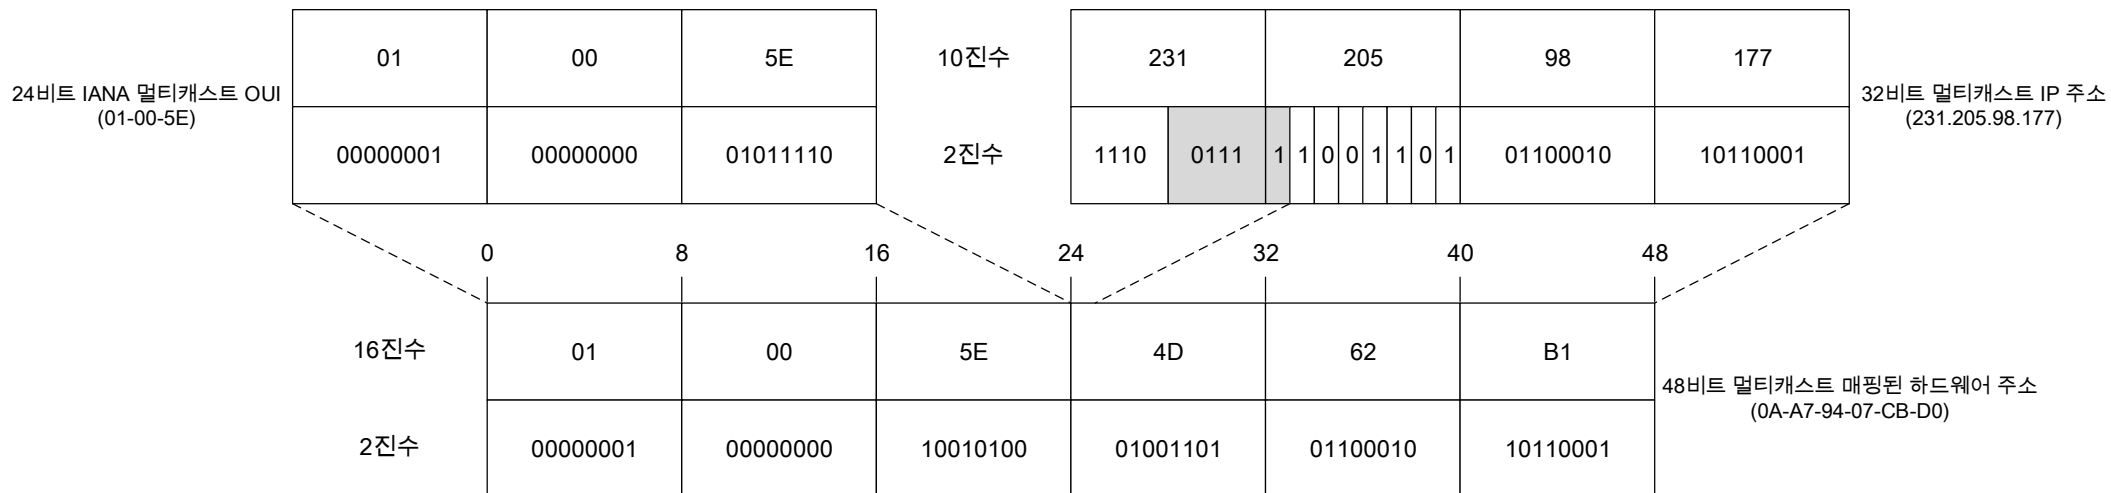 01 00 5E 10진수 231 205 98 177
24비트 IANA 멀티캐스트 OUI
(01-00-5E)
32비트 멀티캐스트 IP 주소
(231.205.98.177)
00000001 00000000 01011110 2진수 1110 0111 1 1 0 0 1 1 0 1 01100010 10110001
0 8 16 24 32 40 48
16진수 01 00 5E 4D 62 B1
48비트 멀티캐스트 매핑된 하드웨어 주소
(0A-A7-94-07-CB-D0)
2진수 00000001 00000000 10010100 01001101 01100010 10110001